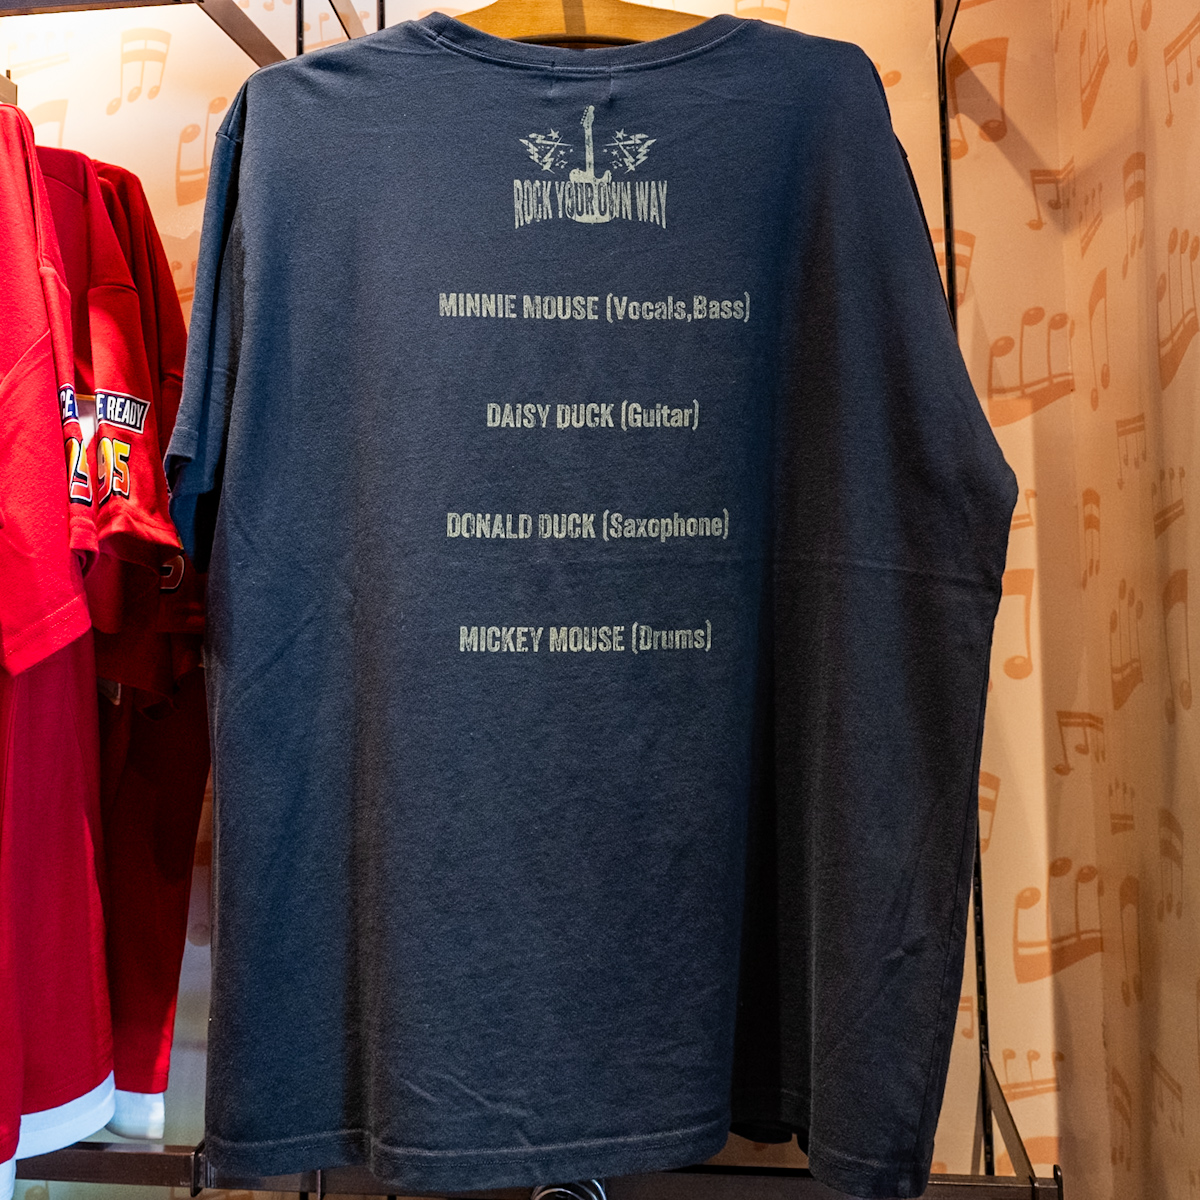 ROCK YOUR OWN WAY
MINNIE MOUSE (Vocals,Bass)
DAISY DUCK (Guitar)
DONALD DUCK (Saxophone)
MICKEY MOUSE (Drums)
E READY
95